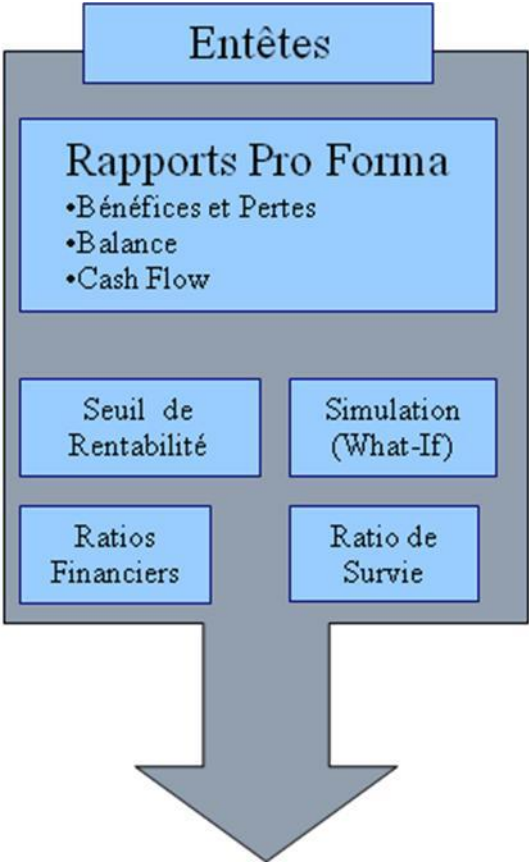 Entêtes
Rapports Pro Forma
•Bénéfices et Pertes
•Balance
•Cash Flow
Seuil de
Rentabilité
Simulation
(What-If)
Ratios
Financiers
Ratio de
Survie